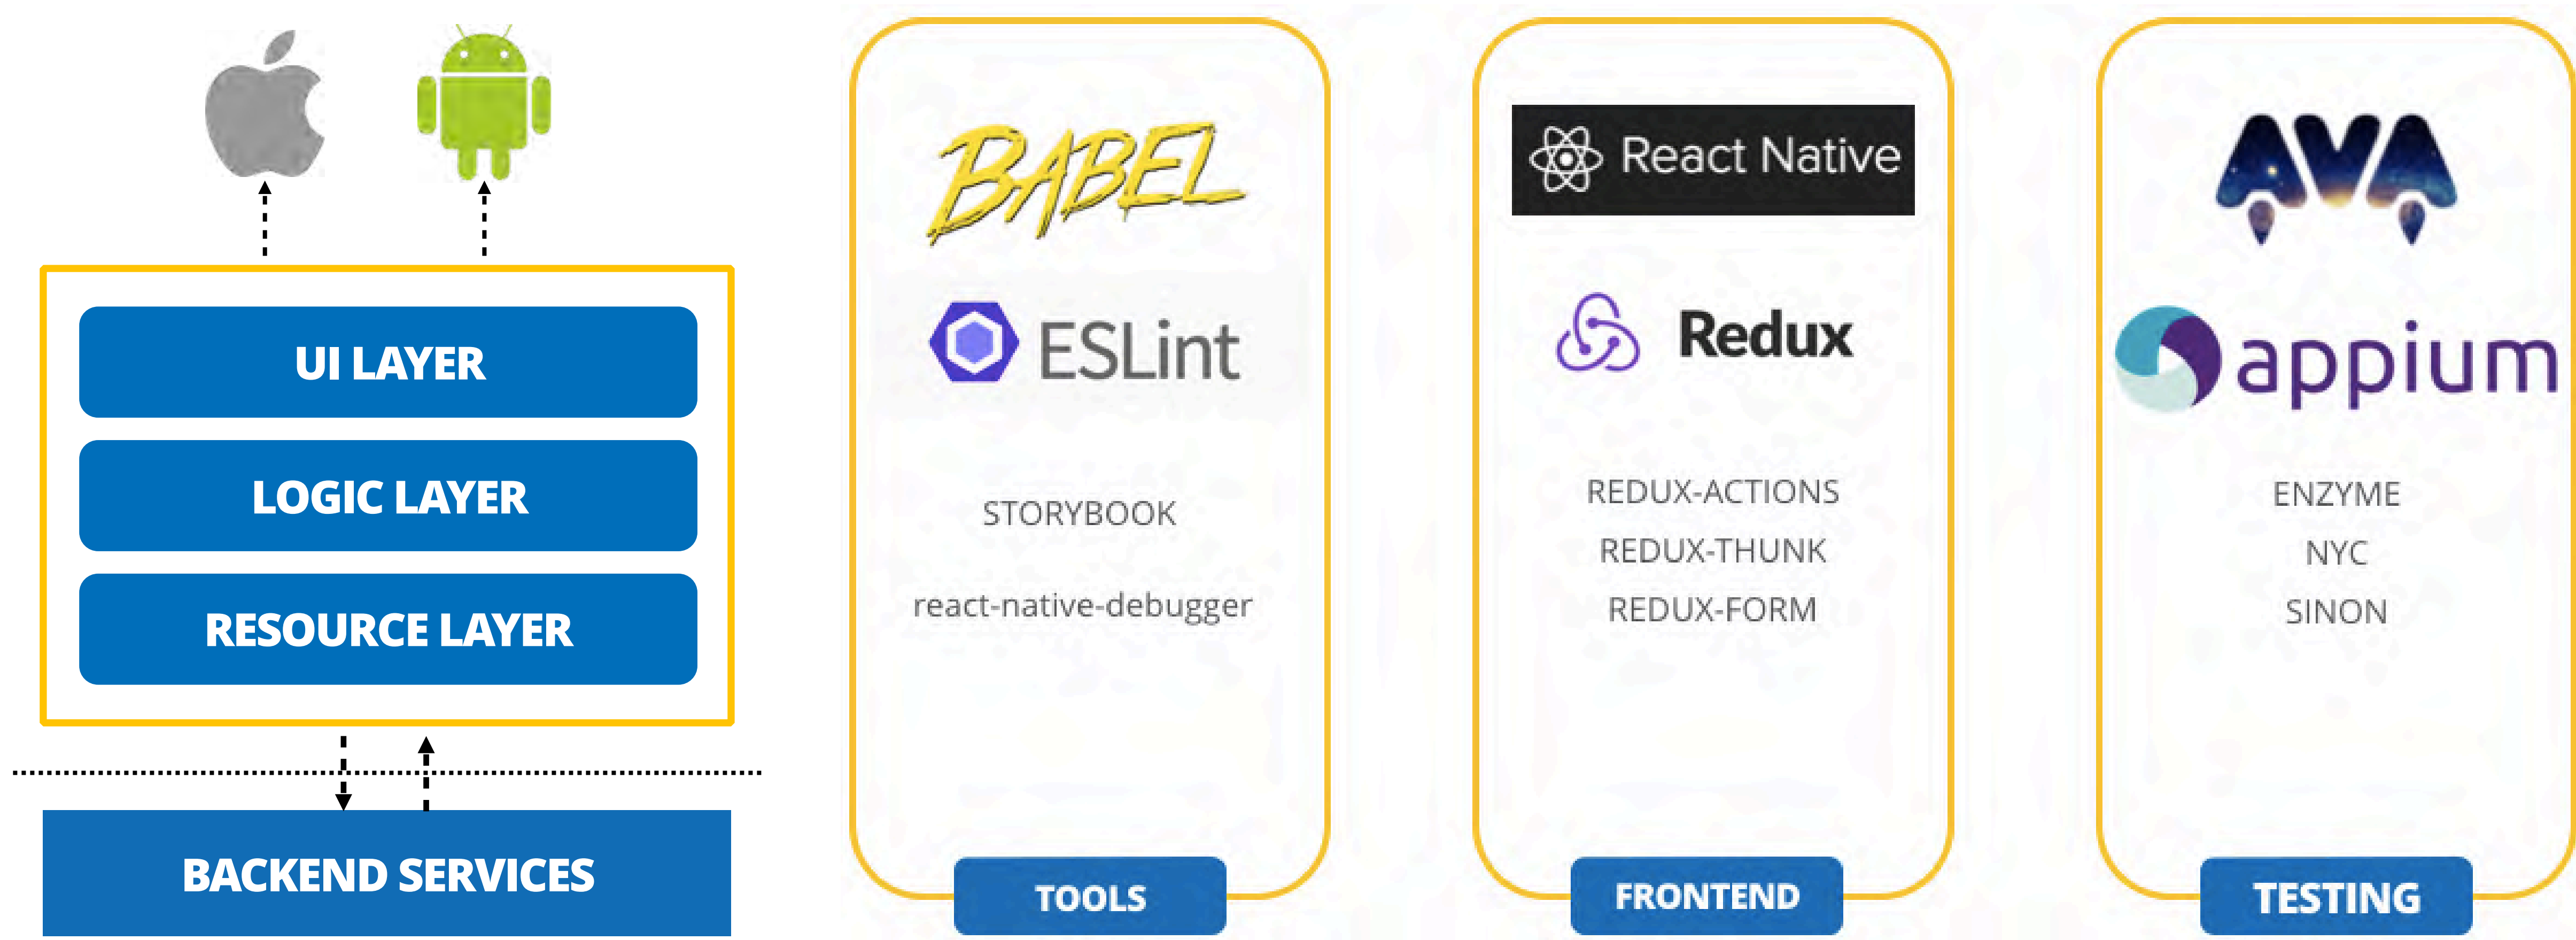 UI LAYER
LOGIC LAYER
RESOURCE LAYER
BACKEND SERVICES
BABEL
ESLint
STORYBOOK
react-native-debugger
TOOLS
React Native
Redux
REDUX-ACTIONS
REDUX-THUNK
REDUX-FORM
FRONTEND
AVA
appium
ENZYME
NYC
SINON
TESTING